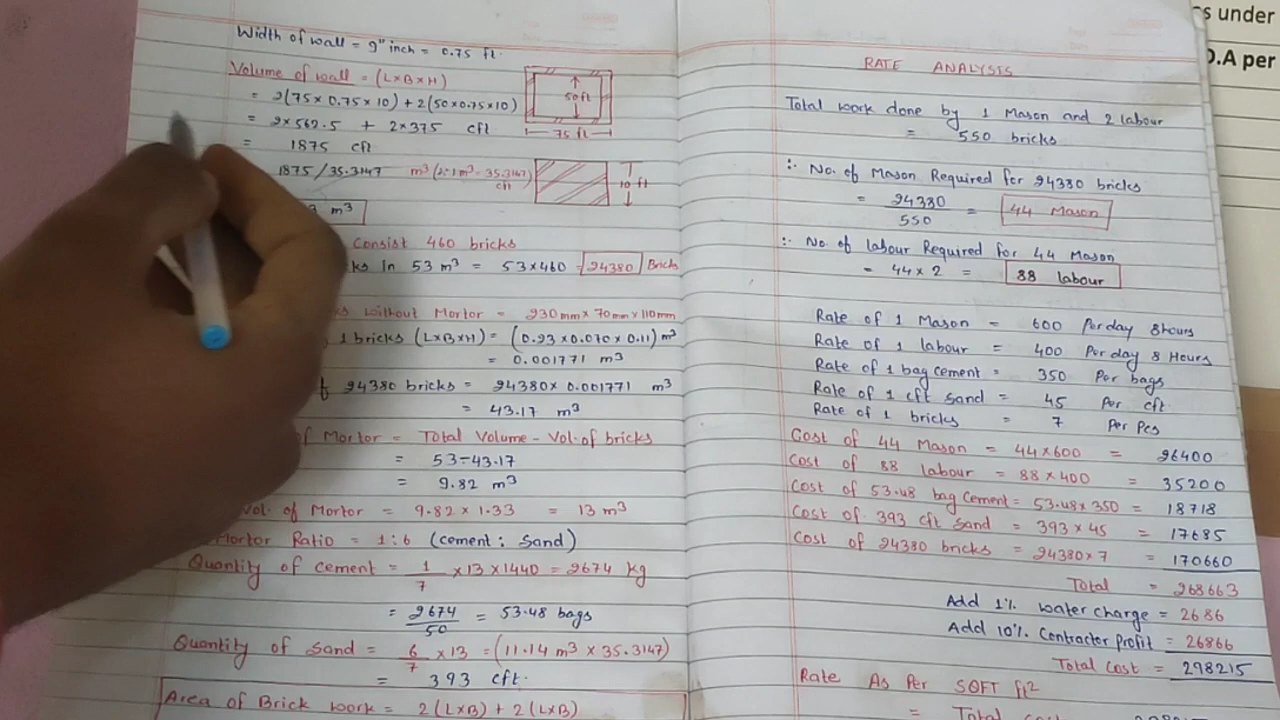 Width of wall = 9" inch = 0.75 ft.
Volume of wall = (L×B×H)
= 2(75×0.75×10) + 2(50×0.75×10)
= 2×562.5 + 2×375 cft
= 1875 cft
1875/35.3147 m³ (∵ 1 m³ = 35.3147 cft)
m³
50ft
75 ft
10 ft
Consist 460 bricks
In 53 m³ = 53×460 = 24380 Bricks
without Mortor = 230mm× 70mm×110mm
1 bricks (L×B×H) = (0.23×0.070×0.11) m³
= 0.001771 m³
24380 bricks = 24380×0.001771 m³
= 43.17 m³
Mortor = Total Volume - Vol. of bricks
= 53-43.17
= 9.82 m³
Vol. of Mortor = 9.82 × 1.33 = 13 m³
Mortor Ratio = 1:6 (cement : Sand)
Quantity of cement = 1/7 ×13×1440 = 2674 kg
= 2674/50 = 53.48 bags
Quantity of Sand = 6/7 ×13 = (11.14 m³ × 35.3147)
= 393 cft.
Area of Brick work = 2(L×B) + 2(L×B)
RATE ANALYSIS
Total work done by 1 Mason and 2 labour
= 550 bricks
∴ No. of Mason Required for 24380 bricks
= 24380/550 = 44 Mason
∴ No. of labour Required for 44 Mason
= 44×2 = 88 labour
Rate of 1 Mason = 600 Per day 8hours
Rate of 1 labour = 400 Per day 8 Hours
Rate of 1 bag cement = 350 Per bags
Rate of 1 cft Sand = 45 Per cft
Rate of 1 bricks = 7 Per Pcs
Cost of 44 Mason = 44×600 = 26400
Cost of 88 labour = 88×400 = 35200
Cost of 53.48 bag Cement = 53.48×350 = 18718
Cost of 393 cft Sand = 393×45 = 17685
Cost of 24380 bricks = 24380×7 = 170660
Total = 268663
Add 1% water charge = 2686
Add 10% Contracter Profit = 26866
Total Cost = 298215
Rate As Per SQFT ft²
= Total Cost
s under
O.A per